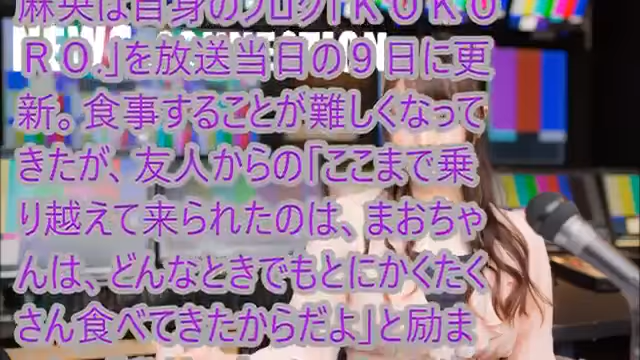 麻央は自身のブログ「ＫＯＫＯ
ＲＯ.」を放送当日の９日に更
新。食事することが難しくなって
きたが、友人からの「ここまで乗
り越えて来られたのは、まおちゃ
んは、どんなときでもとにかくたく
さん食べてきたからだよ」と励ま
NEWS CONNECTION